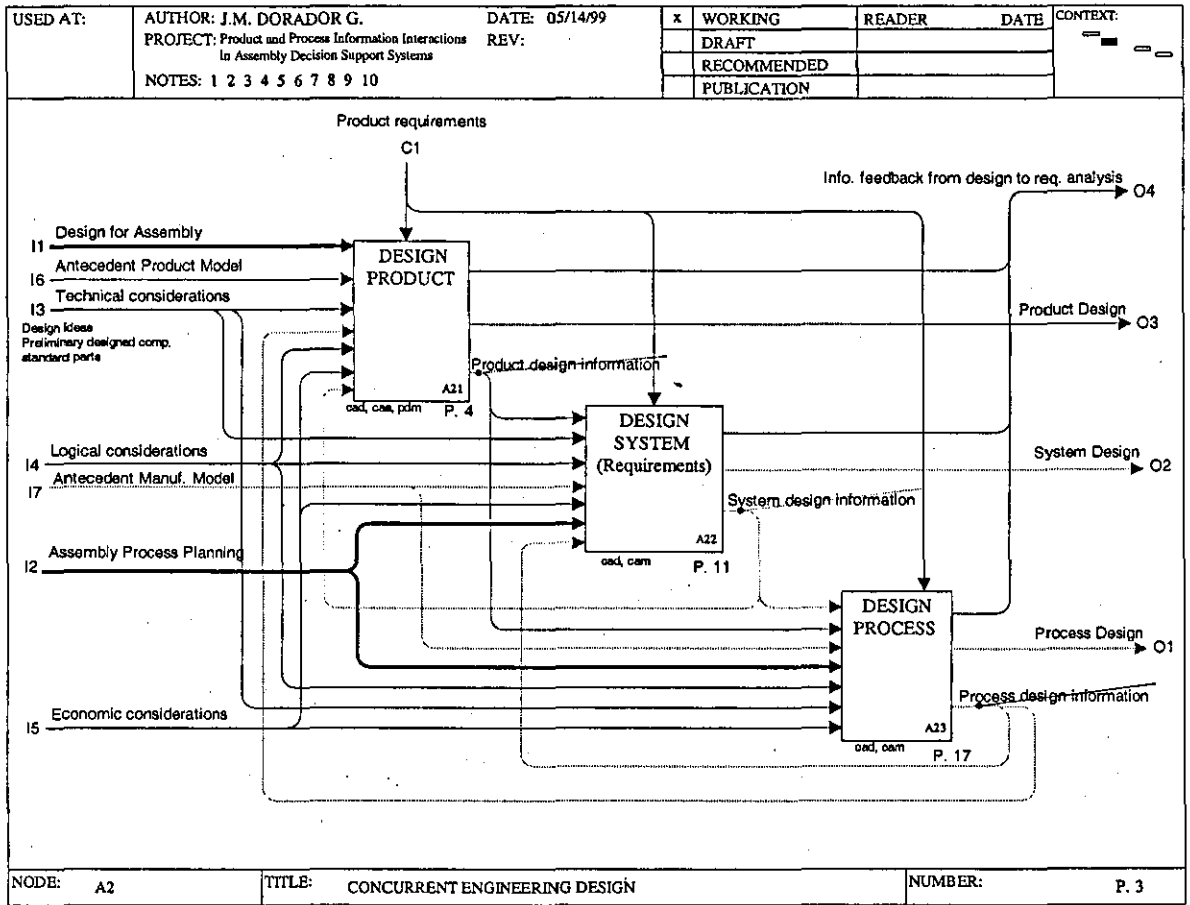 USED AT:
AUTHOR: J.M. DORADOR G.
DATE: 05/14/99
PROJECT: Product and Process Information Interactions
In Assembly Decision Support Systems
REV:
NOTES: 1 2 3 4 5 6 7 8 9 10
x WORKING
DRAFT
RECOMMENDED
PUBLICATION
READER DATE
CONTEXT:
Product requirements
C1
Info. feedback from design to req. analysis
O4
Design for Assembly
I1
Antecedent Product Model
I6
Technical considerations
I3
Design Ideas
Preliminary designed comp.
standard parts
DESIGN
PRODUCT
A21
cad, caa, pdm
P. 4
Product Design
O3
Product design information
Logical considerations
I4
Antecedent Manuf. Model
I7
DESIGN
SYSTEM
(Requirements)
A22
cad, cam
P. 11
System Design
O2
System design information
Assembly Process Planning
I2
DESIGN
PROCESS
A23
cad, cam
P. 17
Process Design
O1
Process design information
Economic considerations
I5
NODE: A2
TITLE: CONCURRENT ENGINEERING DESIGN
NUMBER: P. 3